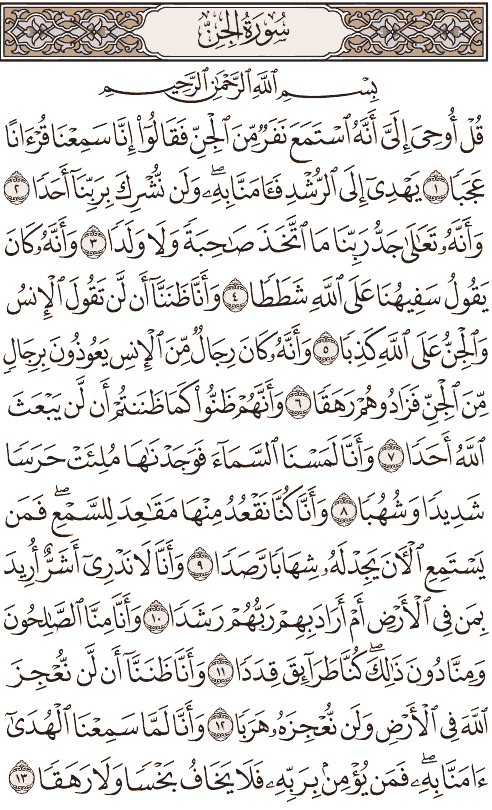 سُورَةُ الجِنِّ
بِسْمِ ٱللَّهِ ٱلرَّحْمَٰنِ ٱلرَّحِيمِ
قُلْ أُوحِىَ إِلَىَّ أَنَّهُ ٱسْتَمَعَ نَفَرٌ مِّنَ ٱلْجِنِّ فَقَالُوٓا۟ إِنَّا سَمِعْنَا قُرْءَانًا
عَجَبًا ١ يَهْدِىٓ إِلَى ٱلرُّشْدِ فَـَٔامَنَّا بِهِۦ ۖ وَلَن نُّشْرِكَ بِرَبِّنَآ أَحَدًا ٢
وَأَنَّهُۥ تَعَٰلَىٰ جَدُّ رَبِّنَا مَا ٱتَّخَذَ صَٰحِبَةً وَلَا وَلَدًا ٣ وَأَنَّهُۥ كَانَ
يَقُولُ سَفِيهُنَا عَلَى ٱللَّهِ شَطَطًا ٤ وَأَنَّا ظَنَنَّآ أَن لَّن تَقُولَ ٱلْإِنسُ
وَٱلْجِنُّ عَلَى ٱللَّهِ كَذِبًا ٥ وَأَنَّهُۥ كَانَ رِجَالٌ مِّنَ ٱلْإِنسِ يَعُوذُونَ بِرِجَالٍ
مِّنَ ٱلْجِنِّ فَزَادُوهُمْ رَهَقًا ٦ وَأَنَّهُمْ ظَنُّوا۟ كَمَا ظَنَنتُمْ أَن لَّن يَبْعَثَ
ٱللَّهُ أَحَدًا ٧ وَأَنَّا لَمَسْنَا ٱلسَّمَآءَ فَوَجَدْنَٰهَا مُلِئَتْ حَرَسًا
شَدِيدًا وَشُهُبًا ٨ وَأَنَّا كُنَّا نَقْعُدُ مِنْهَا مَقَٰعِدَ لِلسَّمْعِ ۖ فَمَن
يَسْتَمِعِ ٱلْـَٔانَ يَجِدْ لَهُۥ شِهَابًا رَّصَدًا ٩ وَأَنَّا لَا نَدْرِىٓ أَشَرٌّ أُرِيدَ
بِمَن فِى ٱلْأَرْضِ أَمْ أَرَادَ بِهِمْ رَبُّهُمْ رَشَدًا ١٠ وَأَنَّا مِنَّا ٱلصَّٰلِحُونَ
وَمِنَّا دُونَ ذَٰلِكَ ۖ كُنَّا طَرَآئِقَ قِدَدًا ١١ وَأَنَّا ظَنَنَّآ أَن لَّن نُّعْجِزَ
ٱللَّهَ فِى ٱلْأَرْضِ وَلَن نُّعْجِزَهُۥ هَرَبًا ١٢ وَأَنَّا لَمَّا سَمِعْنَا ٱلْهُدَىٰٓ
ءَامَنَّا بِهِۦ ۖ فَمَن يُؤْمِنۢ بِرَبِّهِۦ فَلَا يَخَافُ بَخْسًا وَلَا رَهَقًا ١٣